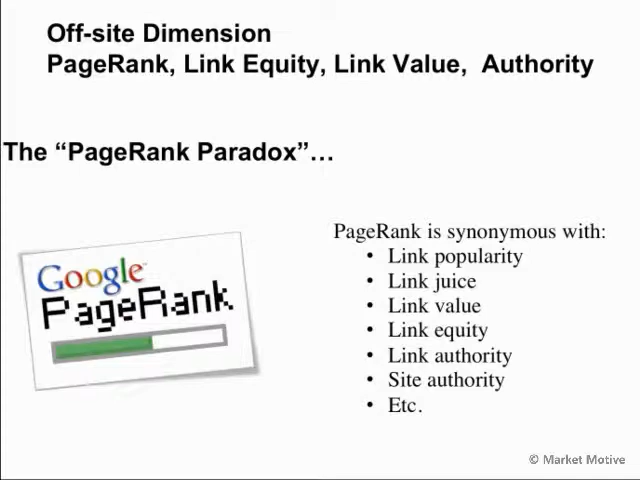 Off-site Dimension
PageRank, Link Equity, Link Value, Authority
The “PageRank Paradox”…
Google™
PageRank
PageRank is synonymous with:
• Link popularity
• Link juice
• Link value
• Link equity
• Link authority
• Site authority
• Etc.
© Market Motive